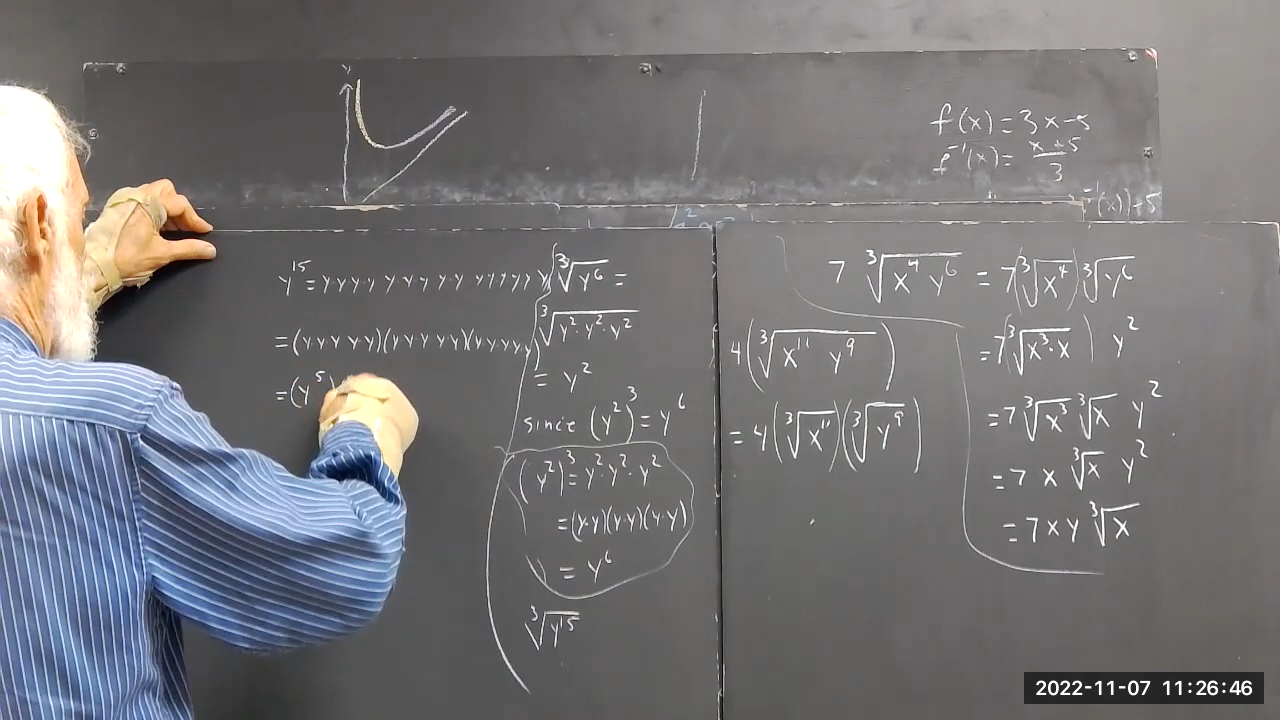 y
f(x) = 3x-5
f⁻¹(x) = (x+5)/3
⁻¹(x))+5
y¹⁵ = y y y y · y y · y y · y y · y y y y y
= (y y y y y)(y y y y y)(y y y y y)
= (y⁵)
∛(y⁶) =
∛(y² · y² · y²)
= y²
since (y²)³ = y⁶
(y²)³ = y² · y² · y²
= (y·y)(y·y)(y·y)
= y⁶
∛(y¹⁵)
7 ∛(x⁴ y⁶) = 7(∛(x⁴)) ∛(y⁶)
= 7(∛(x³·x)) y²
= 7 ∛(x³) ∛x y²
= 7 x ∛x y²
= 7 x y ∛x
4(∛(x¹¹ y⁹))
= 4(∛(x¹¹))(∛(y⁹))
2022-11-07 11:26:46